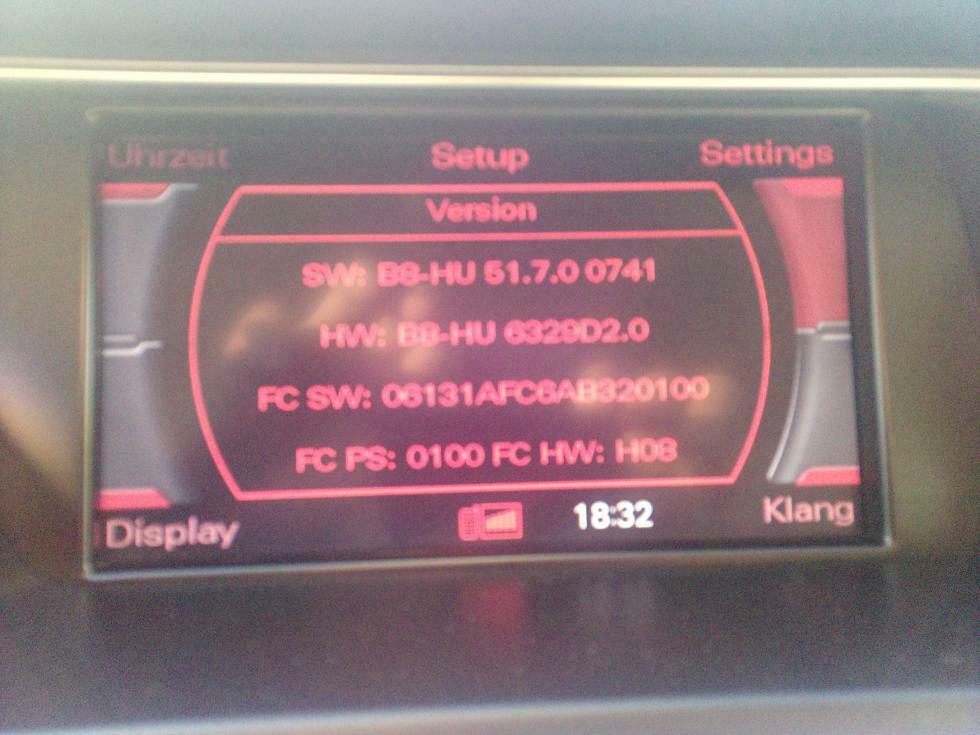 Uhrzeit Setup Settings
Version
SW: B8-HU 51.7.0 0741
HW: B8-HU 6329D2.0
FC SW: 06131AFC6AB320100
FC PS: 0100 FC HW: H08
Display 18:32 Klang